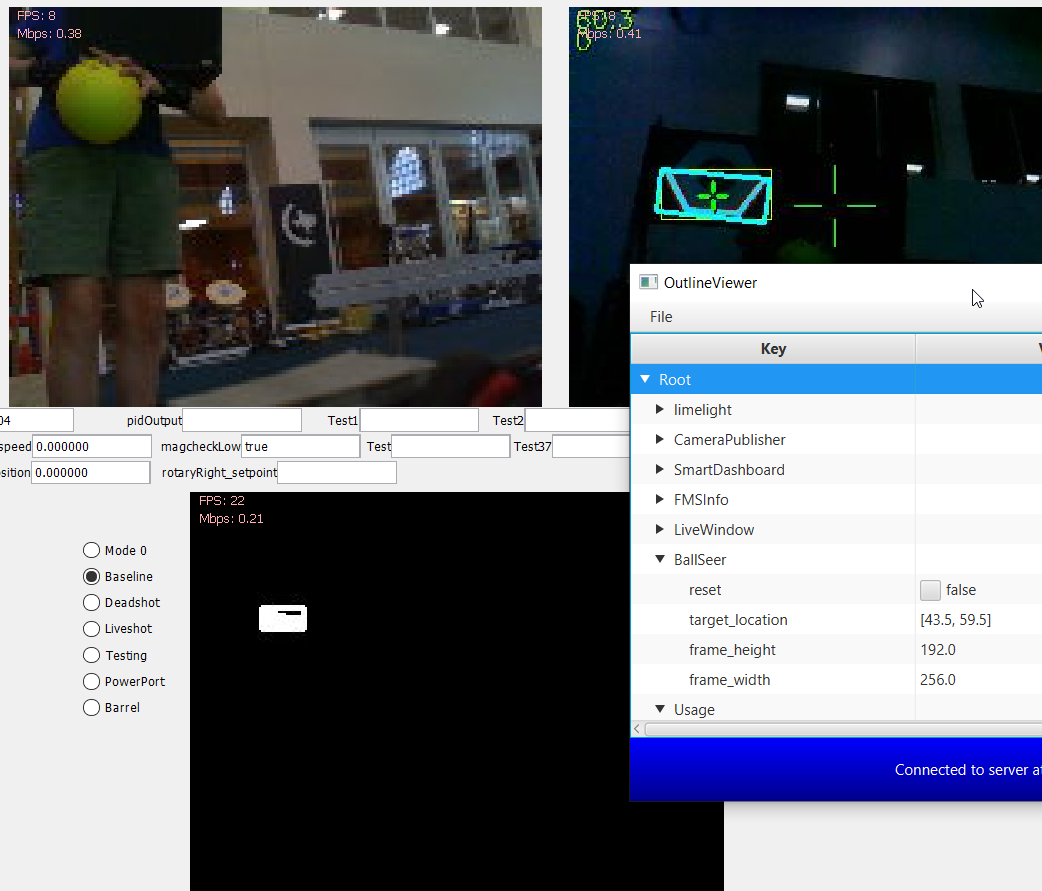 FPS: 8
Mbps: 0.38
60.3
0
Mbps: 0.41
04
pidOutput
Test1
Test2
speed 0.000000
magcheckLow true
Test
Test37
sition 0.000000
rotaryRight_setpoint
FPS: 22
Mbps: 0.21
Mode 0
Baseline
Deadshot
Liveshot
Testing
PowerPort
Barrel
OutlineViewer
File
Key
Root
limelight
CameraPublisher
SmartDashboard
FMSInfo
LiveWindow
BallSeer
reset false
target_location [43.5, 59.5]
frame_height 192.0
frame_width 256.0
Usage
Connected to server at